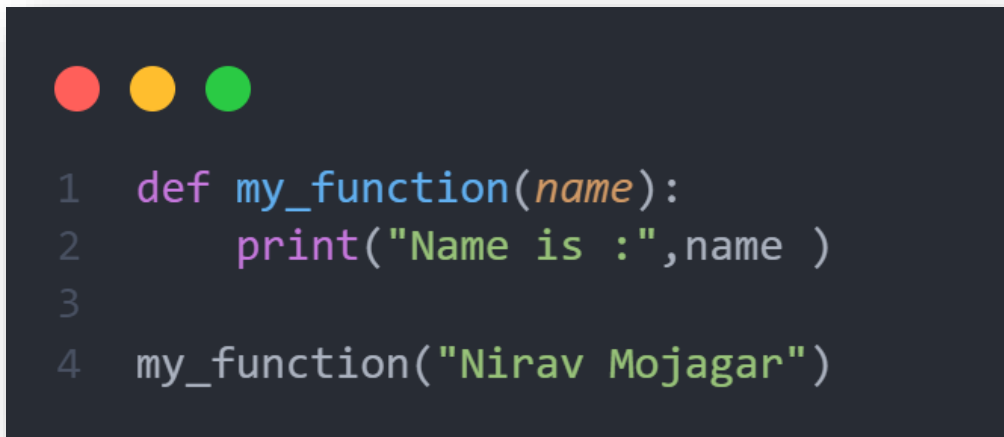 1 def my_function(name):
2     print("Name is :",name )
3
4 my_function("Nirav Mojagar")